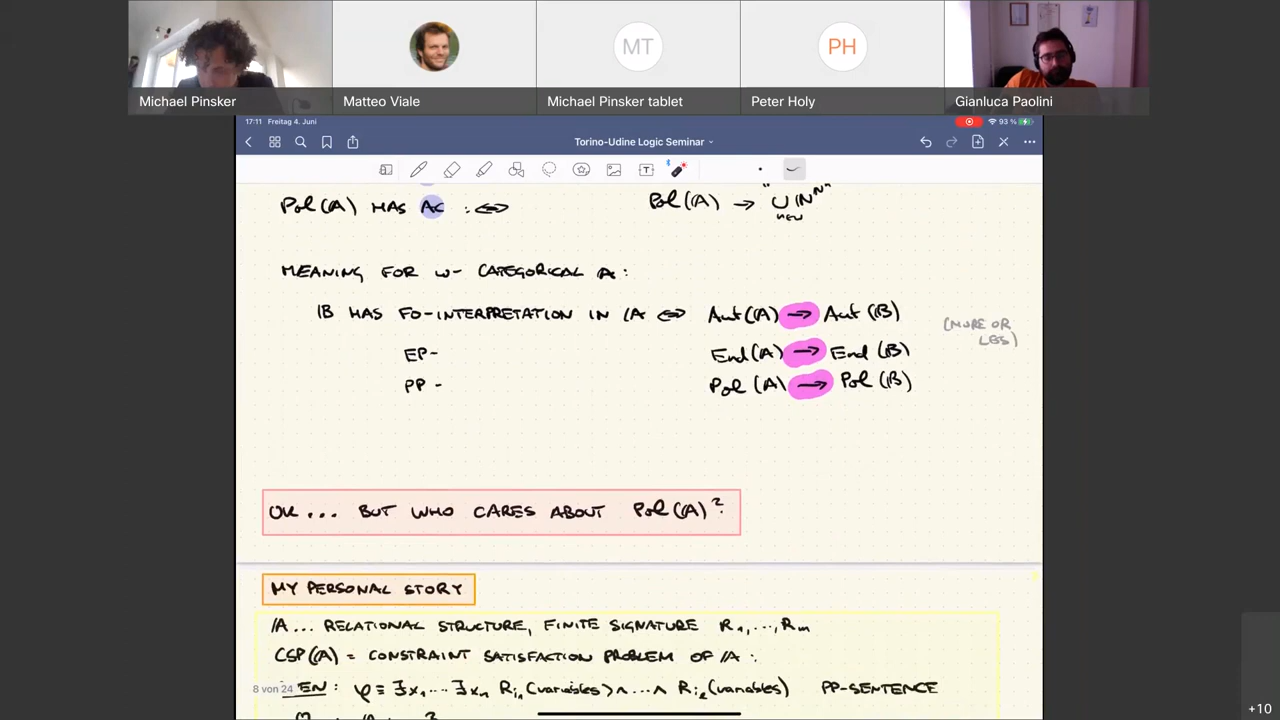 Michael Pinsker
Matteo Viale
MT
Michael Pinsker tablet
PH
Peter Holy
Gianluca Paolini
17:11 Freitag 4. Juni
93 %
Torino-Udine Logic Seminar
Pol(A) HAS AC :⇔ Pol(A) → "∪ ℕ^ℕ^n"
n∈ω
MEANING FOR ω-CATEGORICAL A:
B HAS FO-INTERPRETATION IN A ⇔ Aut(A) → Aut(B)
(MORE OR LESS)
EP- End(A) → End(B)
PP- Pol(A) → Pol(B)
OK... BUT WHO CARES ABOUT Pol(A)?
MY PERSONAL STORY
A... RELATIONAL STRUCTURE, FINITE SIGNATURE R₁,...,Rₘ
CSP(A) = CONSTRAINT SATISFACTION PROBLEM OF A:
8 von 24
φ ≡ ∃x₁...∃xₙ R_i₁(variables) ∧...∧ R_iₗ(variables) PP-SENTENCE
+10